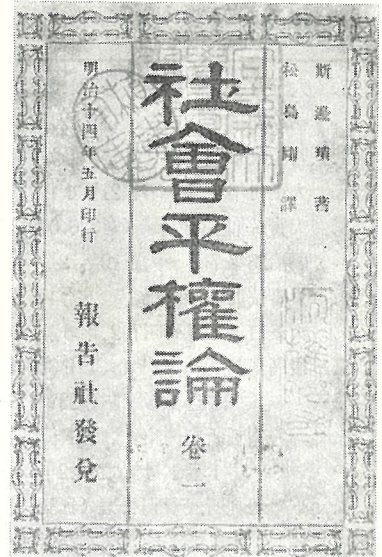 斯邊瑣著
松島剛譯
社會平權論
卷一
明治十四年五月印行
報告社發兌